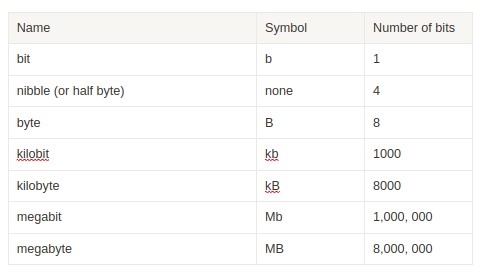 Name Symbol Number of bits
bit b 1
nibble (or half byte) none 4
byte B 8
kilobit kb 1000
kilobyte kB 8000
megabit Mb 1,000, 000
megabyte MB 8,000, 000